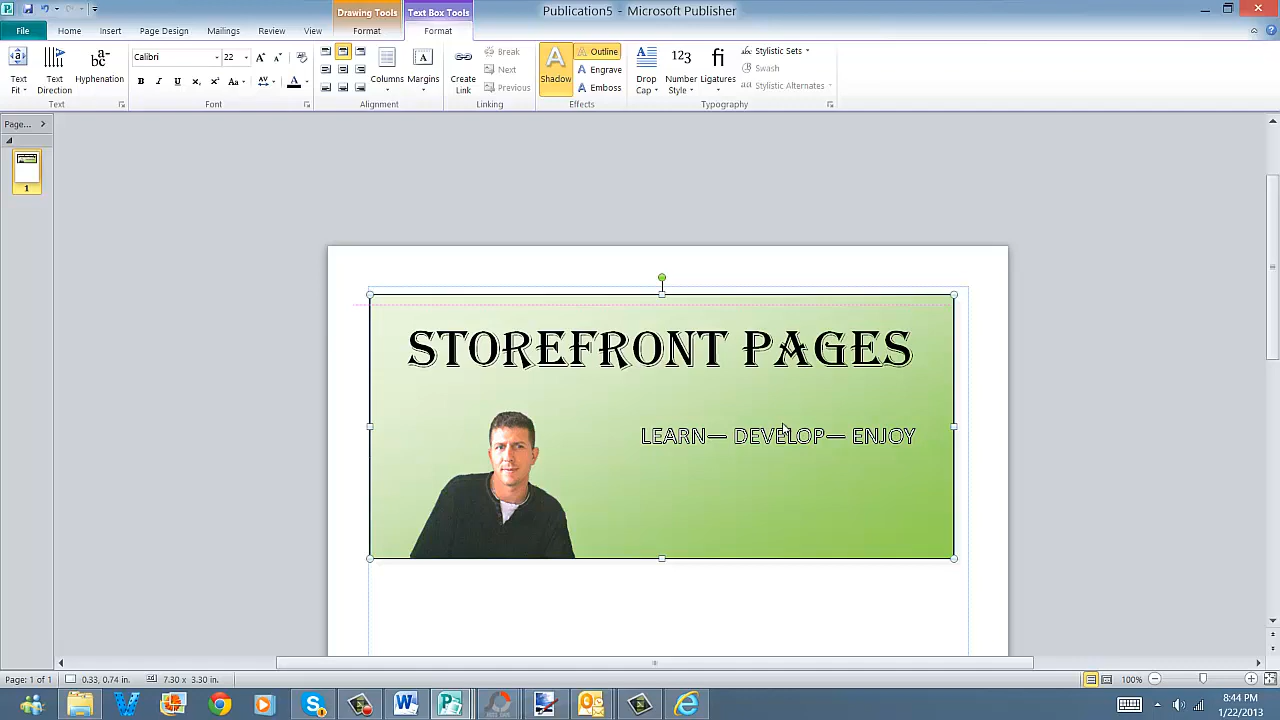 Publication5 - Microsoft Publisher
Drawing Tools
Text Box Tools
File
Home
Insert
Page Design
Mailings
Review
View
Format
Format
Text Fit
Text Direction
Hyphenation
Text
Calibri
22
B I U
Aa
A
Font
Columns
Margins
Alignment
Create Link
Break
Next
Previous
Linking
Shadow
Outline
Engrave
Emboss
Effects
Drop Cap
Number Style
Ligatures
Stylistic Sets
Swash
Stylistic Alternates
Typography
Page...
1
STOREFRONT PAGES
LEARN— DEVELOP— ENJOY
Page: 1 of 1
0.33, 0.74 in.
7.30 x 3.30 in.
100%
8:44 PM
1/22/2013